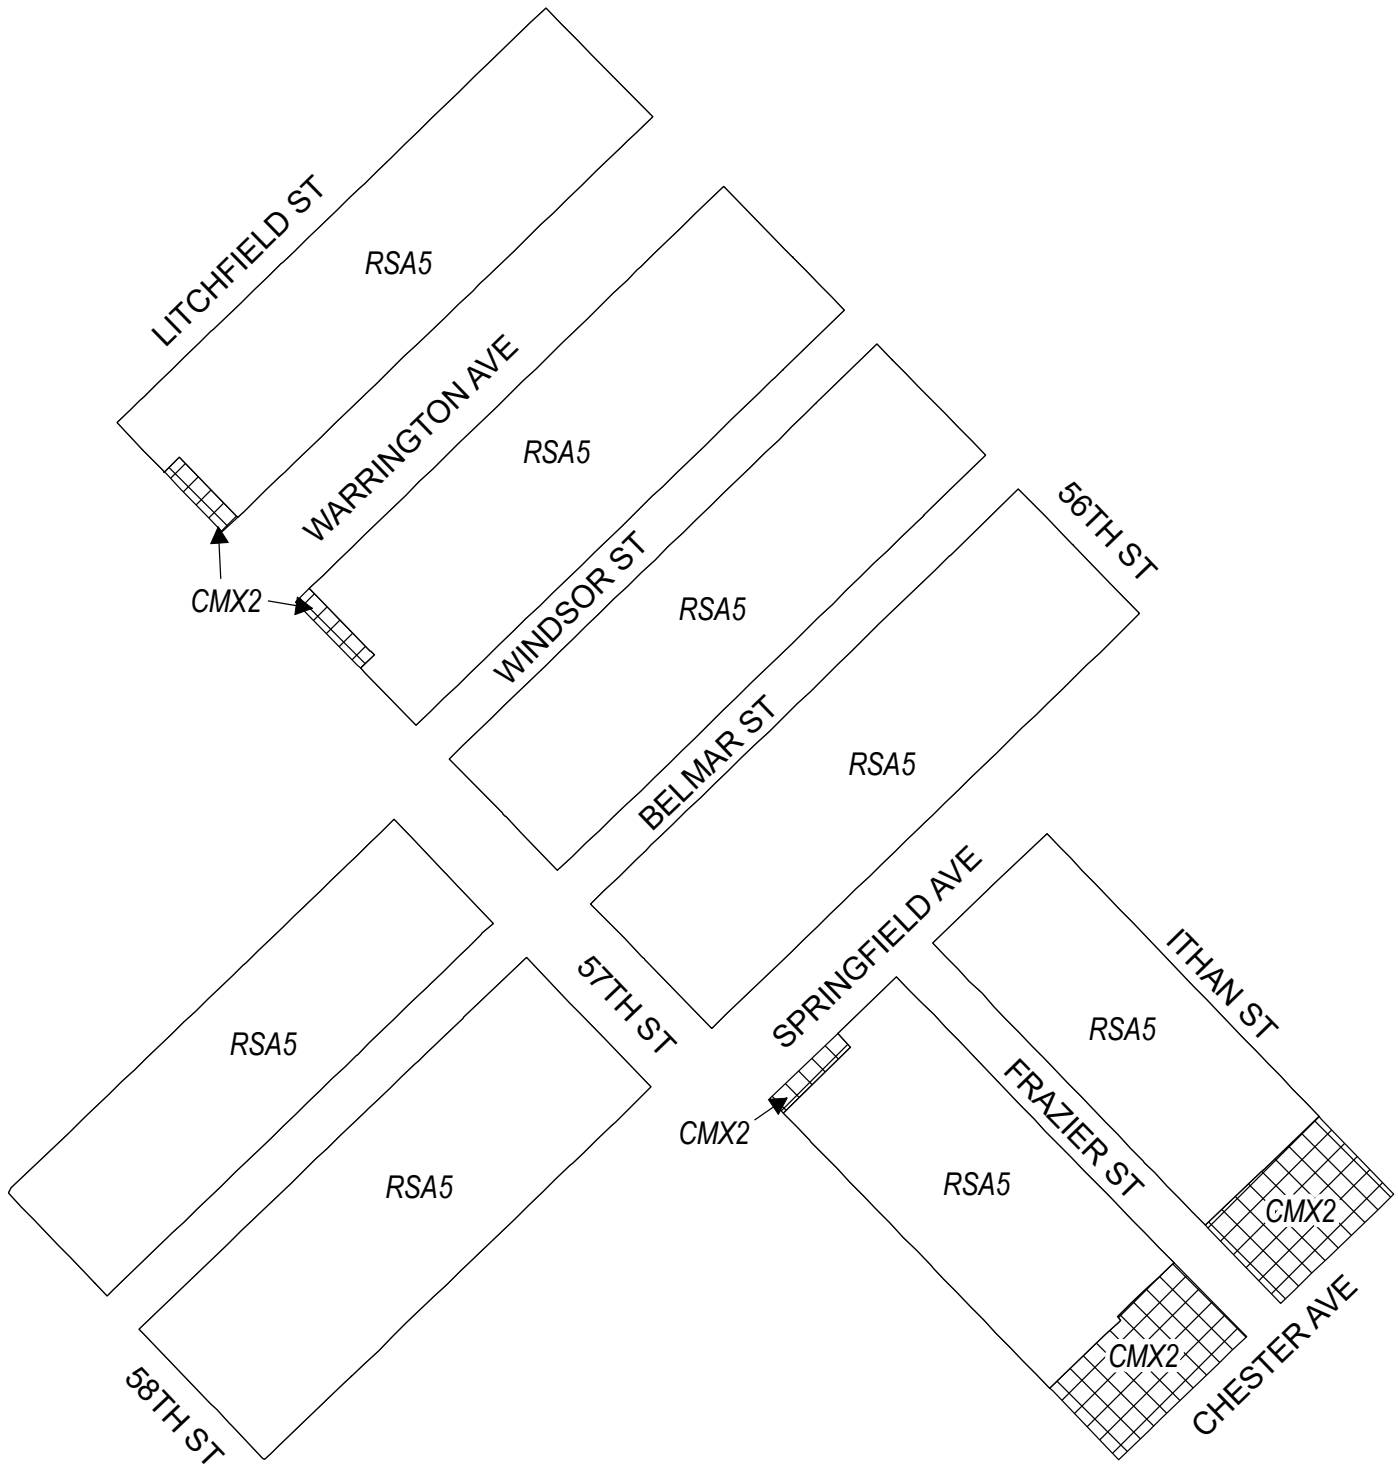 LITCHFIELD ST
RSA5
WARRINGTON AVE
RSA5
56TH ST
CMX2
WINDSOR ST
RSA5
BELMAR ST
RSA5
SPRINGFIELD AVE
ITHAN ST
57TH ST
RSA5
RSA5
FRAZIER ST
CMX2
RSA5
RSA5
CMX2
CMX2
CHESTER AVE
58TH ST